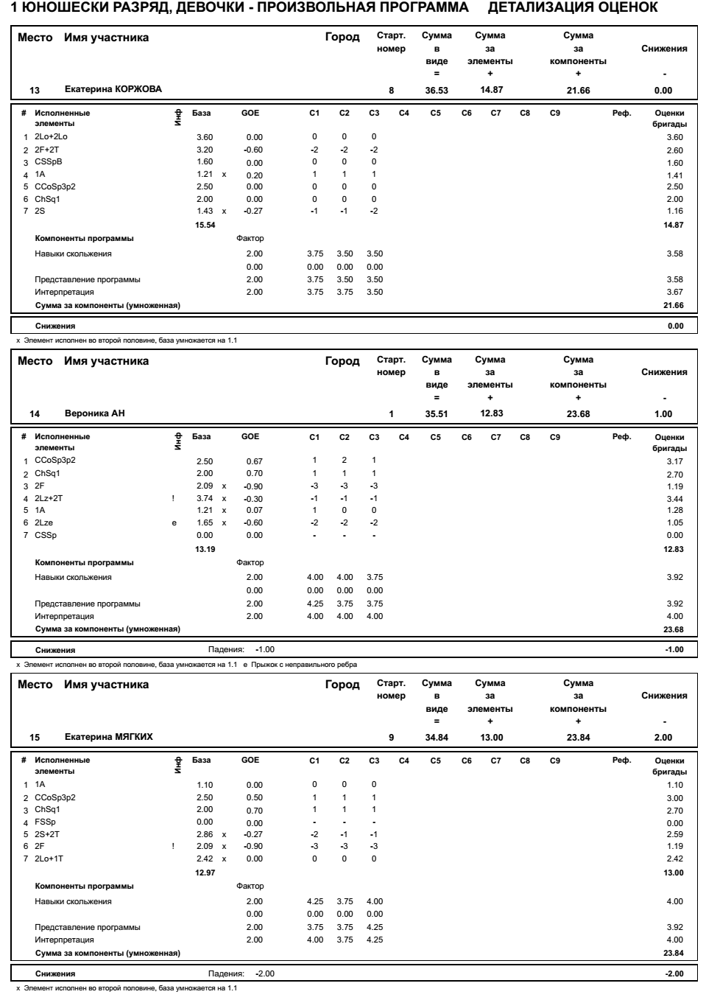 1 ЮНОШЕСКИ РАЗРЯД, ДЕВОЧКИ - ПРОИЗВОЛЬНАЯ ПРОГРАММА ДЕТАЛИЗАЦИЯ ОЦЕНОК
Место Имя участника Город Старт. номер Сумма в виде = Сумма за элементы + Сумма за компоненты + Снижения -
13 Екатерина КОРЖОВА 8 36.53 14.87 21.66 0.00
# Исполненные элементы Инф База GOE C1 C2 C3 C4 C5 C6 C7 C8 C9 Реф. Оценки бригады
1 2Lo+2Lo 3.60 0.00 0 0 0 3.60
2 2F+2T 3.20 -0.60 -2 -2 -2 2.60
3 CSSpB 1.60 0.00 0 0 0 1.60
4 1A 1.21 x 0.20 1 1 1 1.41
5 CCoSp3p2 2.50 0.00 0 0 0 2.50
6 ChSq1 2.00 0.00 0 0 0 2.00
7 2S 1.43 x -0.27 -1 -1 -2 1.16
15.54 14.87
Компоненты программы Фактор
Навыки скольжения 2.00 3.75 3.50 3.50 3.58
0.00 0.00 0.00 0.00
Представление программы 2.00 3.75 3.50 3.50 3.58
Интерпретация 2.00 3.75 3.75 3.50 3.67
Сумма за компоненты (умноженная) 21.66
Снижения 0.00
x Элемент исполнен во второй половине, база умножается на 1.1
Место Имя участника Город Старт. номер Сумма в виде = Сумма за элементы + Сумма за компоненты + Снижения -
14 Вероника АН 1 35.51 12.83 23.68 1.00
# Исполненные элементы Инф База GOE C1 C2 C3 C4 C5 C6 C7 C8 C9 Реф. Оценки бригады
1 CCoSp3p2 2.50 0.67 1 2 1 3.17
2 ChSq1 2.00 0.70 1 1 1 2.70
3 2F 2.09 x -0.90 -3 -3 -3 1.19
4 2Lz+2T ! 3.74 x -0.30 -1 -1 -1 3.44
5 1A 1.21 x 0.07 1 0 0 1.28
6 2Lze e 1.65 x -0.60 -2 -2 -2 1.05
7 CSSp 0.00 0.00 - - - 0.00
13.19 12.83
Компоненты программы Фактор
Навыки скольжения 2.00 4.00 4.00 3.75 3.92
0.00 0.00 0.00 0.00
Представление программы 2.00 4.25 3.75 3.75 3.92
Интерпретация 2.00 4.00 4.00 4.00 4.00
Сумма за компоненты (умноженная) 23.68
Снижения Падения: -1.00 -1.00
x Элемент исполнен во второй половине, база умножается на 1.1 e Прыжок с неправильного ребра
Место Имя участника Город Старт. номер Сумма в виде = Сумма за элементы + Сумма за компоненты + Снижения -
15 Екатерина МЯГКИХ 9 34.84 13.00 23.84 2.00
# Исполненные элементы Инф База GOE C1 C2 C3 C4 C5 C6 C7 C8 C9 Реф. Оценки бригады
1 1A 1.10 0.00 0 0 0 1.10
2 CCoSp3p2 2.50 0.50 1 1 1 3.00
3 ChSq1 2.00 0.70 1 1 1 2.70
4 FSSp 0.00 0.00 - - - 0.00
5 2S+2T 2.86 x -0.27 -2 -1 -1 2.59
6 2F ! 2.09 x -0.90 -3 -3 -3 1.19
7 2Lo+1T 2.42 x 0.00 0 0 0 2.42
12.97 13.00
Компоненты программы Фактор
Навыки скольжения 2.00 4.25 3.75 4.00 4.00
0.00 0.00 0.00 0.00
Представление программы 2.00 3.75 3.75 4.25 3.92
Интерпретация 2.00 4.00 3.75 4.25 4.00
Сумма за компоненты (умноженная) 23.84
Снижения Падения: -2.00 -2.00
x Элемент исполнен во второй половине, база умножается на 1.1